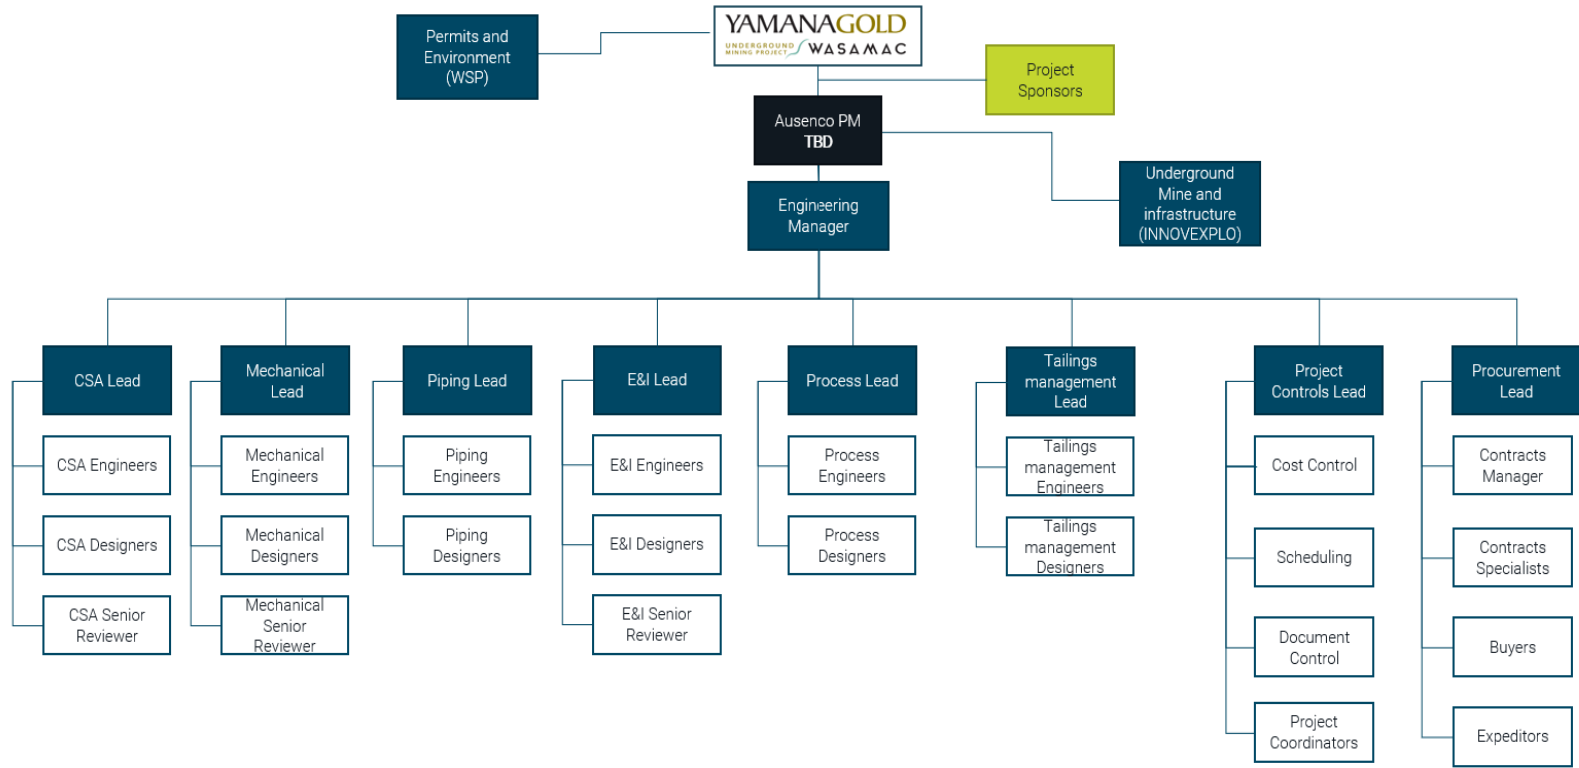 YAMANAGOLD
UNDERGROUND
MINING PROJECT
WASAMAC
Permits and
Environment
(WSP)
Project
Sponsors
Ausenco PM
TBD
Underground
Mine and
infrastructure
(INNOVEXPLO)
Engineering
Manager
CSA Lead
Mechanical
Lead
Piping Lead
E&I Lead
Process Lead
Tailings
management
Lead
Project
Controls Lead
Procurement
Lead
CSA Engineers
Mechanical
Engineers
Piping
Engineers
E&I Engineers
Process
Engineers
Tailings
management
Engineers
Cost Control
Contracts
Manager
CSA Designers
Mechanical
Designers
Piping
Designers
E&I Designers
Process
Designers
Tailings
management
Designers
Scheduling
Contracts
Specialists
CSA Senior
Reviewer
Mechanical
Senior
Reviewer
E&I Senior
Reviewer
Document
Control
Buyers
Project
Coordinators
Expeditors